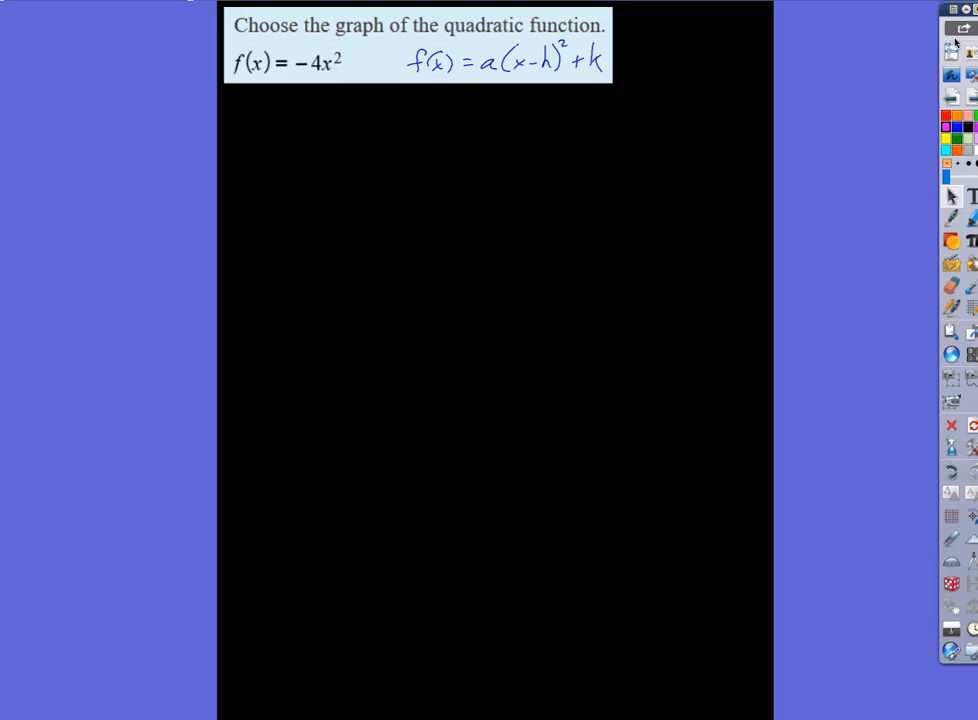 Choose the graph of the quadratic function.
f(x) = −4x² f(x) = a(x-h)² + k